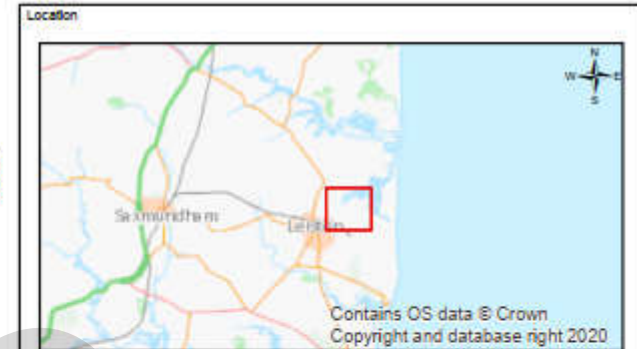 Location
N
W E
S
Saxmundham
Leiston
Contains OS data © Crown
Copyright and database right 2020